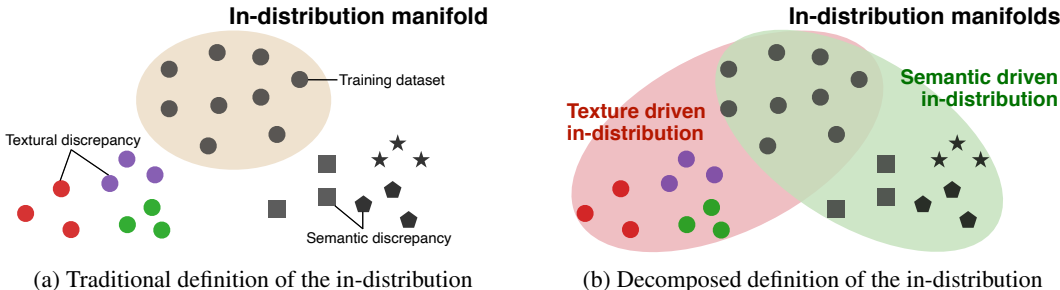 In-distribution manifold
Training dataset
Textural discrepancy
Semantic discrepancy
(a) Traditional definition of the in-distribution
In-distribution manifolds
Semantic driven
in-distribution
Texture driven
in-distribution
(b) Decomposed definition of the in-distribution